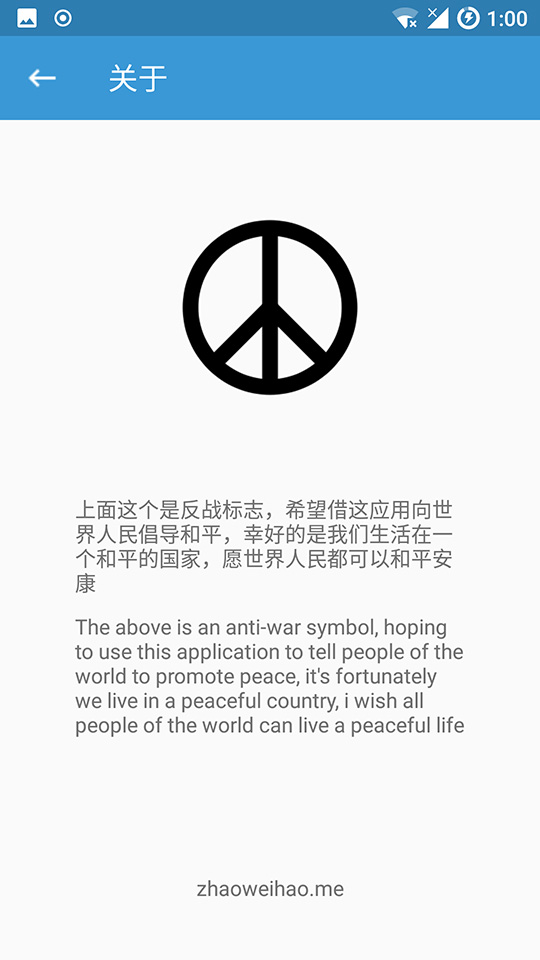 1:00
关于
上面这个是反战标志，希望借这应用向世
界人民倡导和平，幸好的是我们生活在一
个和平的国家，愿世界人民都可以和平安
康
The above is an anti-war symbol, hoping
to use this application to tell people of the
world to promote peace, it's fortunately
we live in a peaceful country, i wish all
people of the world can live a peaceful life
zhaoweihao.me